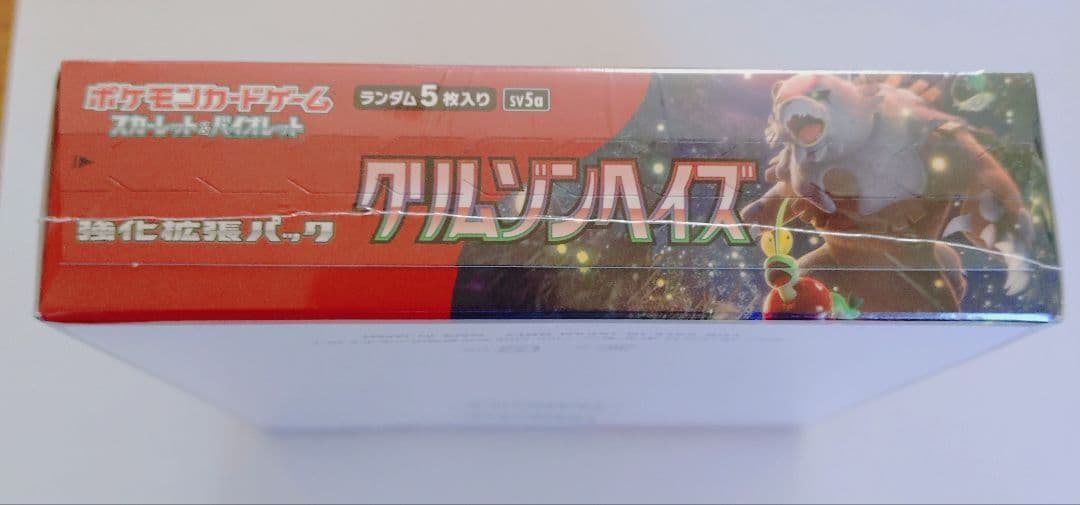 ポケモンカードゲーム
スカーレット&バイオレット
ランダム5枚入り
SV5a
クリムゾンヘイズ
強化拡張パック